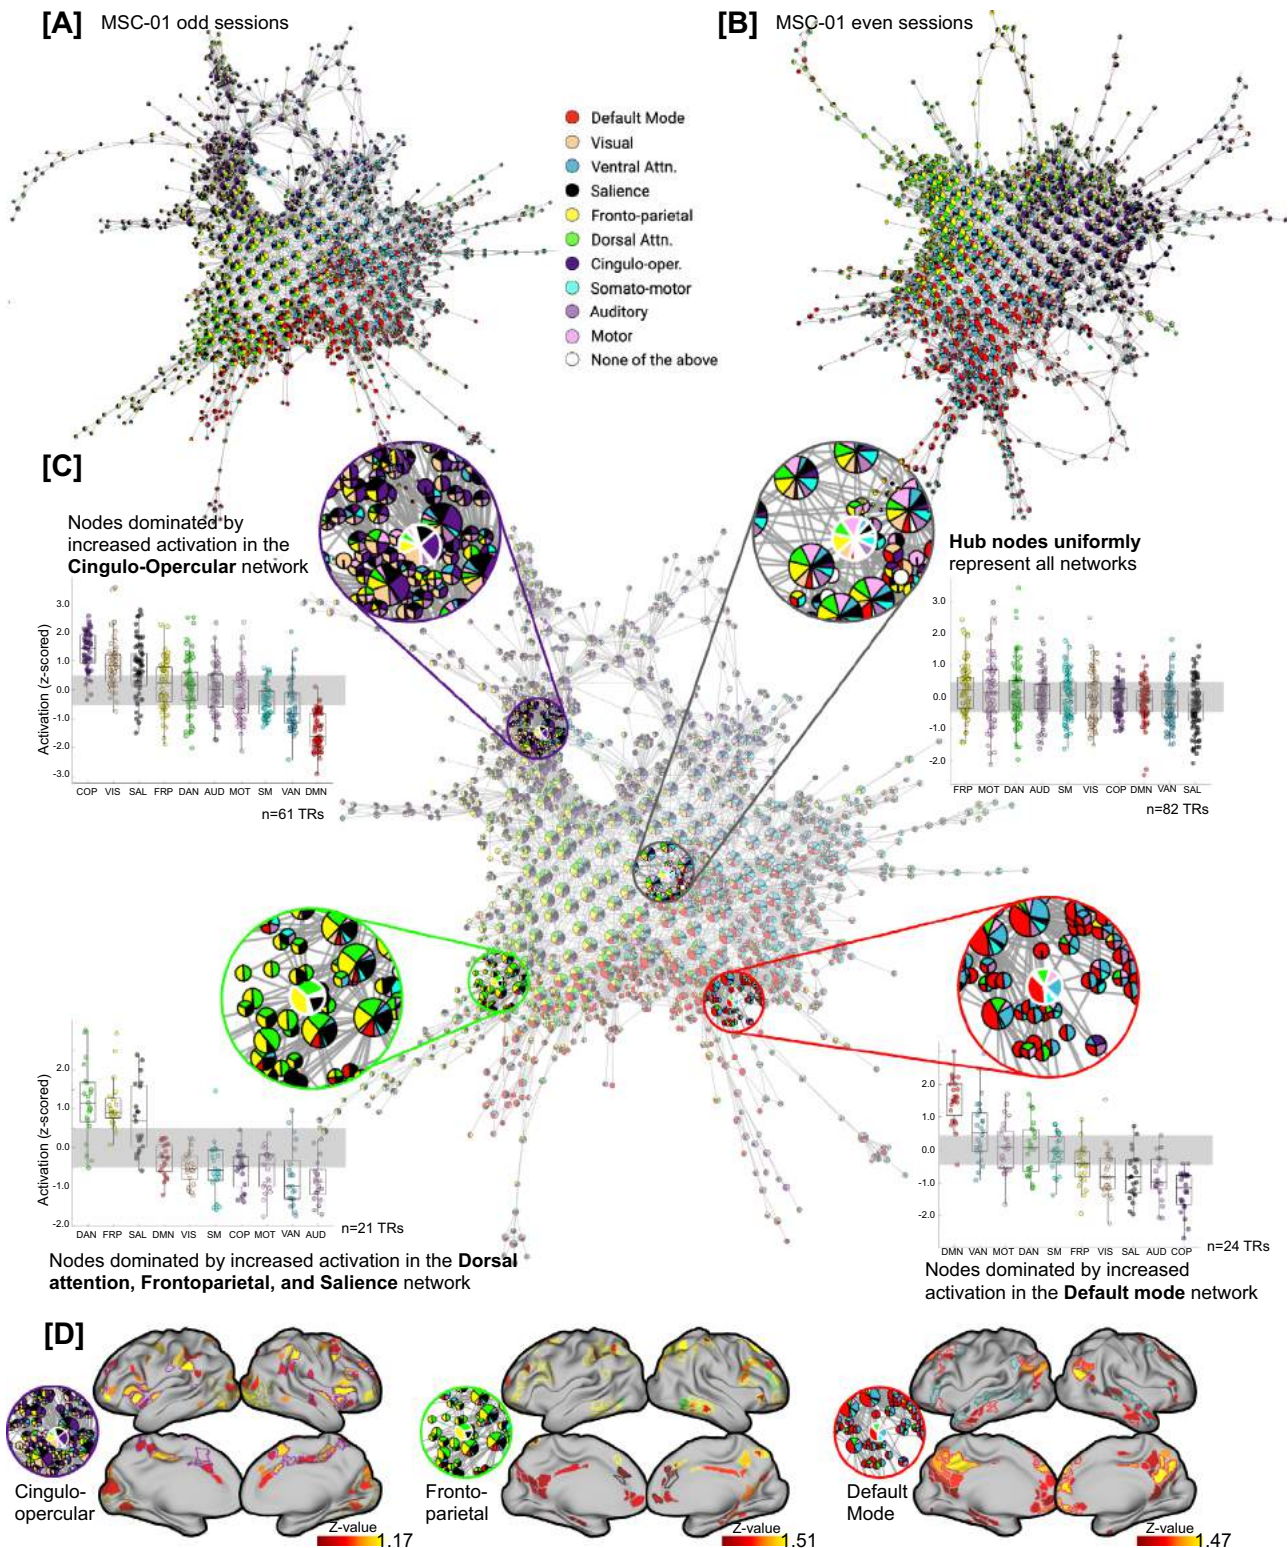 [A] MSC-01 odd sessions
[B] MSC-01 even sessions
Default Mode
Visual
Ventral Attn.
Salience
Fronto-parietal
Dorsal Attn.
Cingulo-oper.
Somato-motor
Auditory
Motor
None of the above
[C]
Nodes dominated by
increased activation in the
Cingulo-Opercular network
Activation (z-scored)
3.0
2.0
1.0
0.0
-1.0
-2.0
-3.0
COP VIS SAL FRP DAN AUD MOT SM VAN DMN
n=61 TRs
Hub nodes uniformly
represent all networks
3.0
2.0
1.0
0.0
-1.0
-2.0
FRP MOT DAN AUD SM VIS COP DMN VAN SAL
n=82 TRs
Activation (z-scored)
2.0
1.0
0.0
-1.0
-2.0
DAN FRP SAL DMN VIS SM COP MOT VAN AUD
n=21 TRs
Nodes dominated by increased activation in the Dorsal
attention, Frontoparietal, and Salience network
2.0
1.0
0.0
-1.0
-2.0
DMN VAN MOT DAN SM FRP VIS SAL AUD COP
n=24 TRs
Nodes dominated by increased
activation in the Default mode network
[D]
Cingulo-
opercular
Z-value
1.17
Fronto-
parietal
Z-value
1.51
Default
Mode
Z-value
1.47